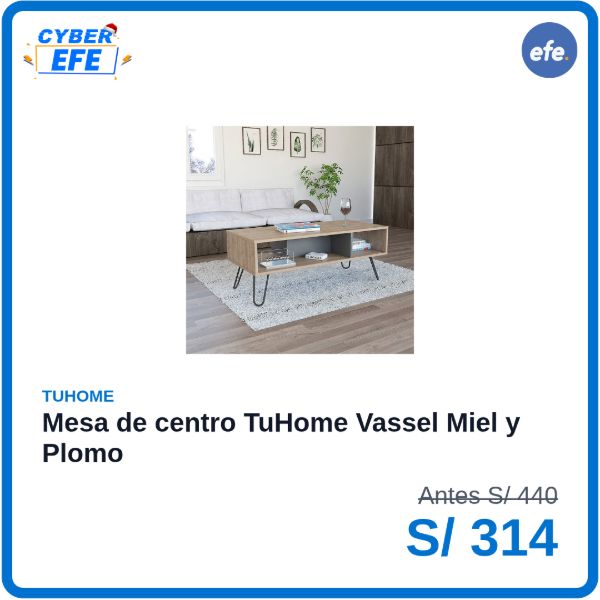 CYBER
EFE
efe.
TUHOME
Mesa de centro TuHome Vassel Miel y
Plomo
Antes S/ 440
S/ 314